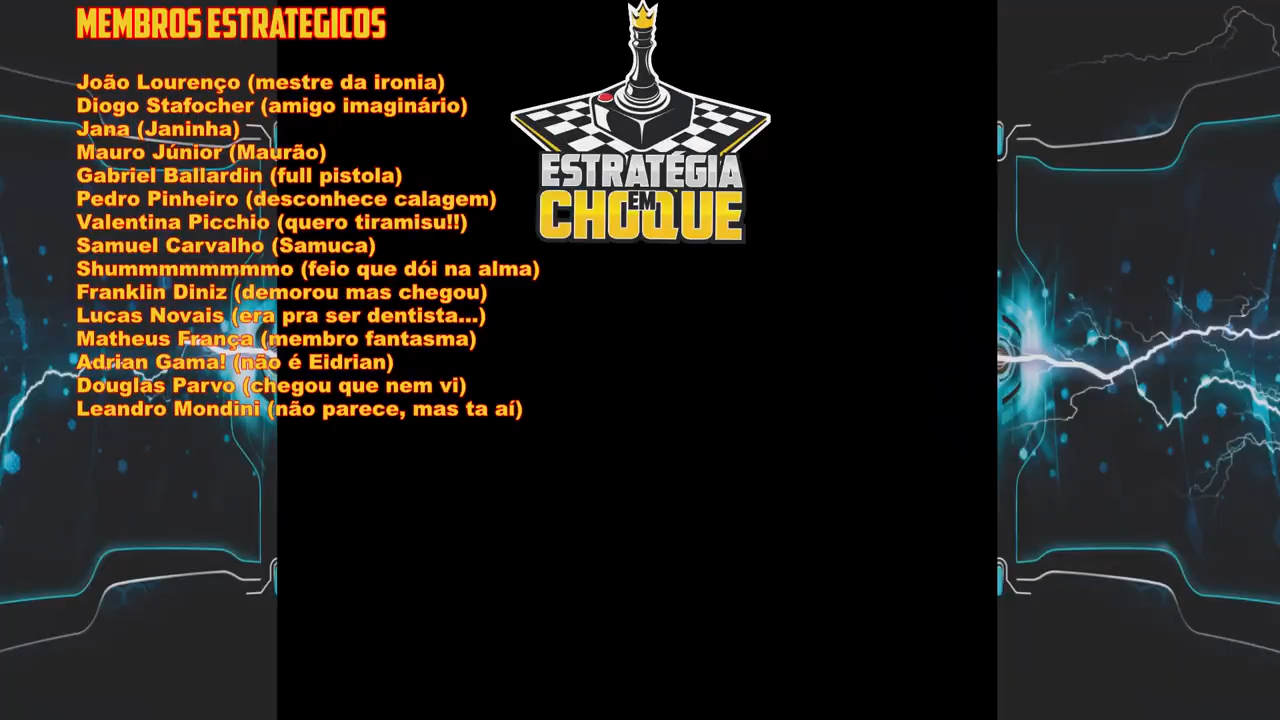 MEMBROS ESTRATEGICOS
João Lourenço (mestre da ironia)
Diogo Stafocher (amigo imaginário)
Jana (Janinha)
Mauro Júnior (Maurão)
Gabriel Ballardin (full pistola)
Pedro Pinheiro (desconhece calagem)
Valentina Picchio (quero tiramisu!!)
Samuel Carvalho (Samuca)
Shummmmmmmmo (feio que dói na alma)
Franklin Diniz (demorou mas chegou)
Lucas Novais (era pra ser dentista...)
Matheus França (membro fantasma)
Adrian Gama! (não é Eidrian)
Douglas Parvo (chegou que nem vi)
Leandro Mondini (não parece, mas ta aí)
ESTRATÉGIA
EM
CHOQUE